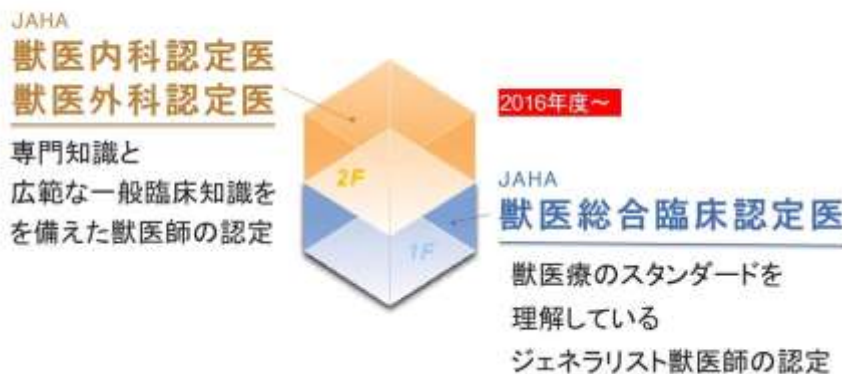 JAHA
獣医内科認定医
獣医外科認定医
専門知識と
広範な一般臨床知識を
を備えた獣医師の認定
2F
1F
2016年度～
JAHA
獣医総合臨床認定医
獣医療のスタンダードを
理解している
ジェネラリスト獣医師の認定